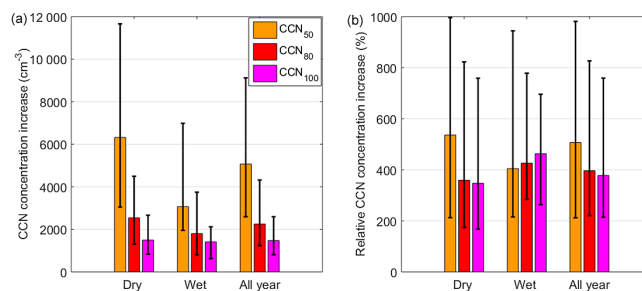 (a)
CCN concentration increase (cm-3)
12 000
10 000
8000
6000
4000
2000
0
Dry
Wet
All year
CCN50
CCN80
CCN100
(b)
Relative CCN concentration increase (%)
1000
800
600
400
200
0
Dry
Wet
All year